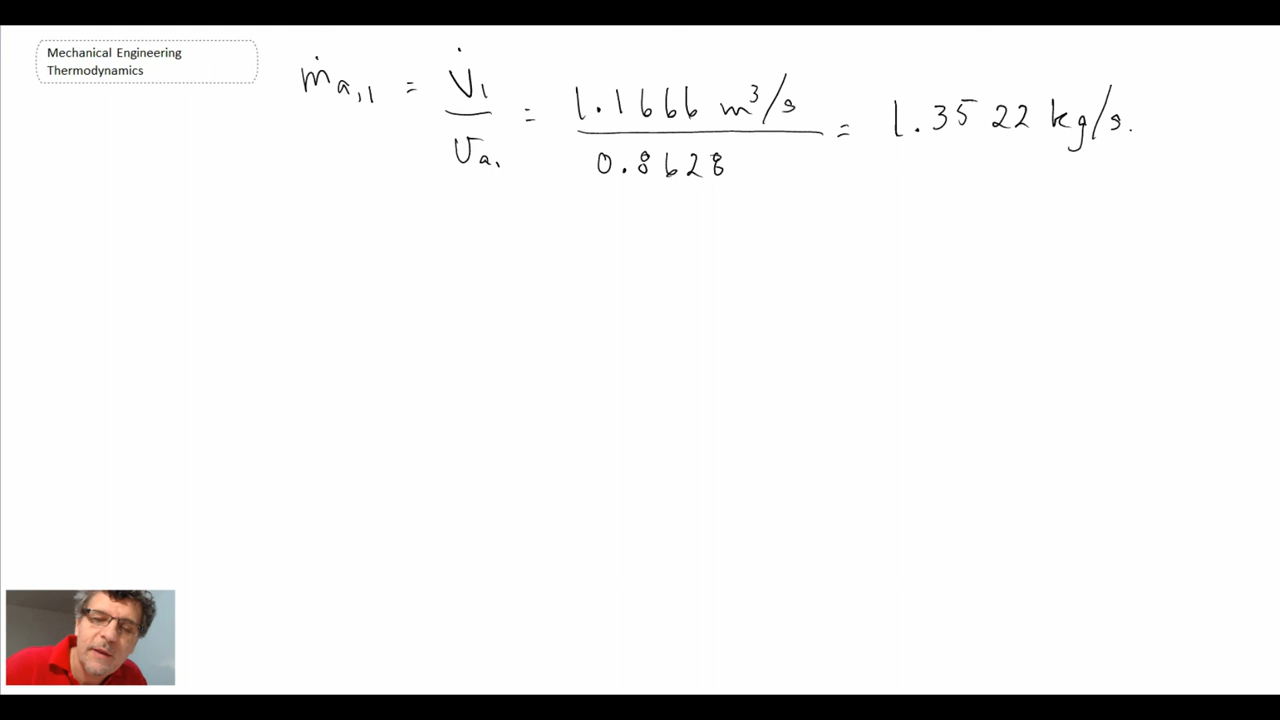 Mechanical Engineering
Thermodynamics
ṁa,1 = V̇1 / va1 = 1.1666 m³/s / 0.8628 = 1.3522 kg/s.